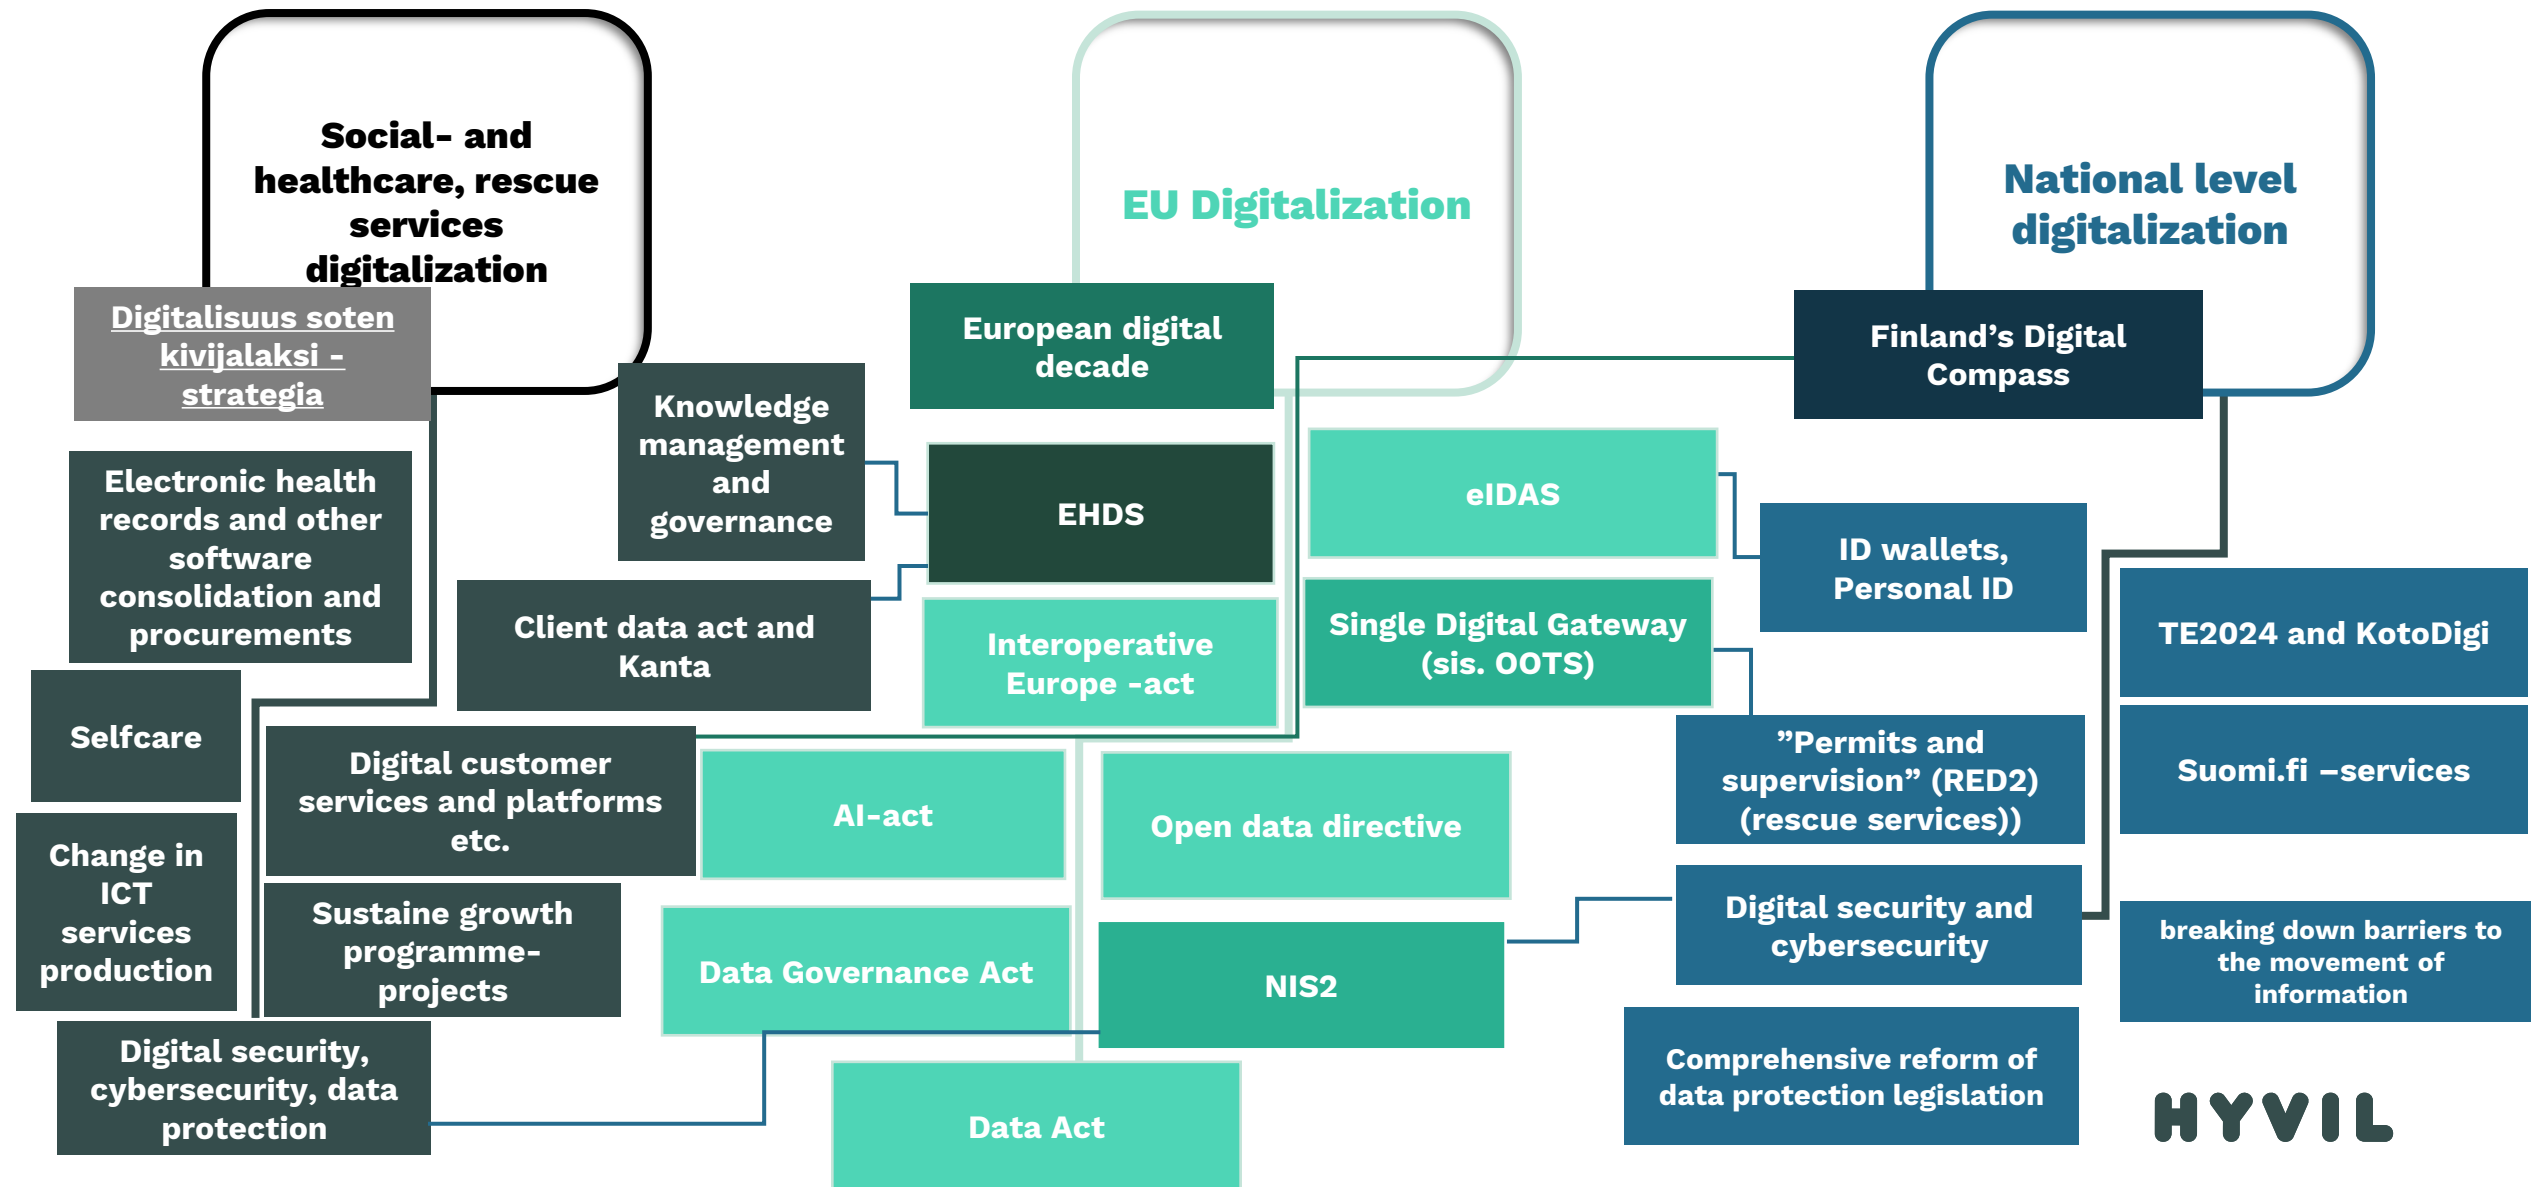 Social- and
healthcare, rescue
services
digitalization
Digitalisuus soten
kivijalaksi -
strategia
Electronic health
records and other
software
consolidation and
procurements
Selfcare
Change in
ICT
services
production
Knowledge
management
and
governance
Client data act and
Kanta
Digital customer
services and platforms
etc.
Sustaine growth
programme-
projects
Digital security,
cybersecurity, data
protection
EU Digitalization
European digital
decade
EHDS
eIDAS
Interoperative
Europe -act
Single Digital Gateway
(sis. OOTS)
AI-act
Open data directive
Data Governance Act
NIS2
Data Act
National level
digitalization
Finland’s Digital
Compass
ID wallets,
Personal ID
TE2024 and KotoDigi
”Permits and
supervision” (RED2)
(rescue services))
Suomi.fi –services
Digital security and
cybersecurity
breaking down barriers to
the movement of
information
Comprehensive reform of
data protection legislation
HYVIL